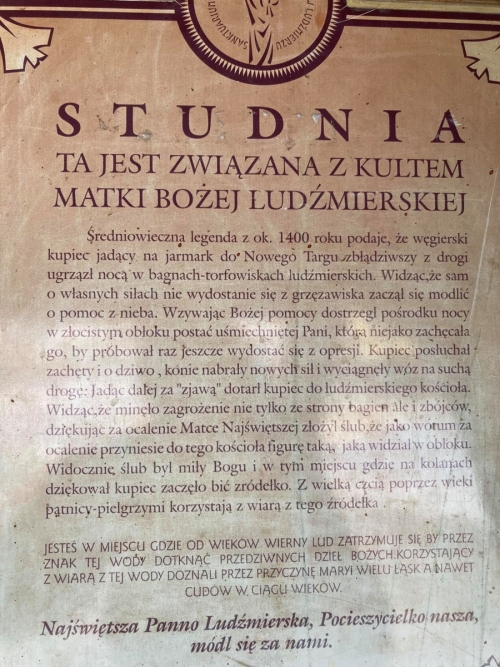 SANKTUARIUM
LUDŹMIERZU
STUDNIA
TA JEST ZWIĄZANA Z KULTEM
MATKI BOŻEJ LUDŹMIERSKIEJ
Średniowieczna legenda z ok. 1400 roku podaje, że węgierski
kupiec jadący na jarmark do Nowego Targu zbłądziwszy z drogi
ugrzązł nocą w bagnach-torfowiskach ludźmierskich. Widząc,że sam
o własnych siłach nie wydostanie się z grzęzawiska zaczął się modlić
o pomoc z nieba. Wzywając Bożej pomocy dostrzegł pośrodku nocy
w złocistym obłoku postać uśmiechniętej Pani, która niejako zachęcała
go, by próbował raz jeszcze wydostać się z opresji. Kupiec posłuchał
zachęty i o dziwo , konie nabrały nowych sił i wyciągnęły wóz na suchą
drogę. Jadąc dalej za "zjawą" dotarł kupiec do ludźmierskiego kościoła.
Widząc,że minęło zagrożenie nie tylko ze strony bagien ale i zbójców,
dziękując za ocalenie Matce Najświętszej złożył ślub,że jako wotum za
ocalenie przyniesie do tego kościoła figurę taką, jaką widział w obłoku.
Widocznie ślub był miły Bogu i w tym miejscu gdzie na kolanach
dziękował kupiec zaczęło bić źródełko. Z wielką czcią poprzez wieki
pątnicy-pielgrzymi korzystają z wiarą z tego źródełka .
JESTEŚ W MIEJSCU GDZIE OD WIEKÓW WIERNY LUD ZATRZYMUJE SIĘ BY PRZEZ
ZNAK TEJ WODY DOTKNĄĆ PRZEDZIWNYCH DZIEŁ BOŻYCH.KORZYSTAJĄCY
Z WIARĄ Z TEJ WODY DOZNALI PRZEZ PRZYCZYNĘ MARYI WIELU ŁASK A NAWET
CUDÓW W CIĄGU WIEKÓW.
Najświętsza Panno Ludźmierska, Pocieszycielko nasza,
módl się za nami.